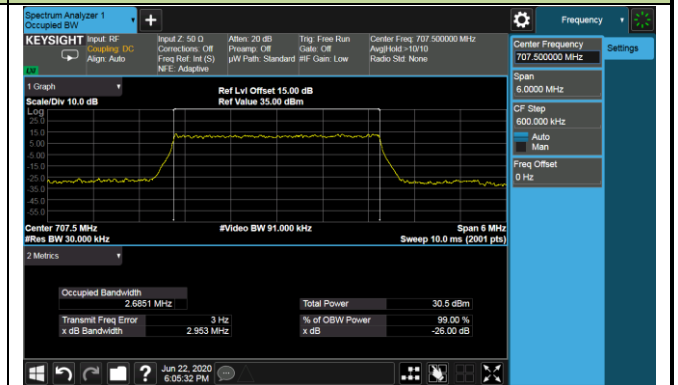 Spectrum Analyzer 1
Occupied BW
+
Frequency
KEYSIGHT
Input: RF
Coupling: DC
Align: Auto
Input Z: 50 Ω
Corrections: Off
Freq Ref: Int (S)
NFE: Adaptive
Atten: 20 dB
Preamp: Off
µW Path: Standard
Trig: Free Run
Gate: Off
#IF Gain: Low
Center Freq: 707.500000 MHz
Avg|Hold:>10/10
Radio Std: None
LXI
Center Frequency
707.500000 MHz
Settings
Span
6.0000 MHz
CF Step
600.000 kHz
Auto
Man
Freq Offset
0 Hz
1 Graph
Scale/Div 10.0 dB
Ref Lvl Offset 15.00 dB
Ref Value 35.00 dBm
Log
25.0
15.0
5.00
-5.00
-15.0
-25.0
-35.0
-45.0
-55.0
Center 707.5 MHz
#Res BW 30.000 kHz
#Video BW 91.000 kHz
Span 6 MHz
Sweep 10.0 ms (2001 pts)
2 Metrics
Occupied Bandwidth
2.6851 MHz
Total Power 30.5 dBm
Transmit Freq Error 3 Hz
% of OBW Power 99.00 %
x dB Bandwidth 2.953 MHz
x dB -26.00 dB
?
Jun 22, 2020
6:05:32 PM